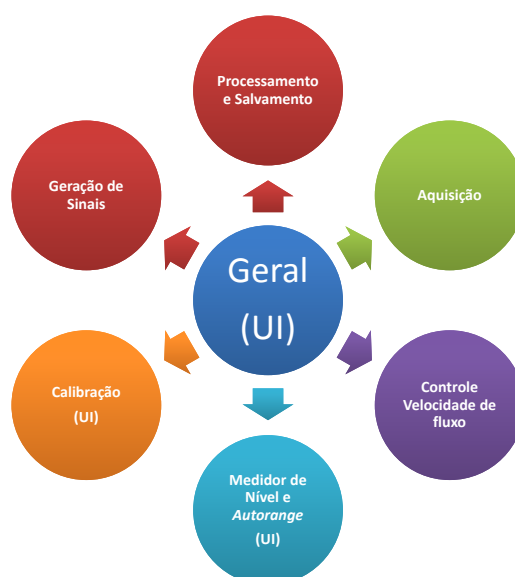 Processamento
e Salvamento
Geração de
Sinais
Aquisição
Geral
(UI)
Calibração
(UI)
Controle
Velocidade de
fluxo
Medidor de
Nível e
Autorange
(UI)